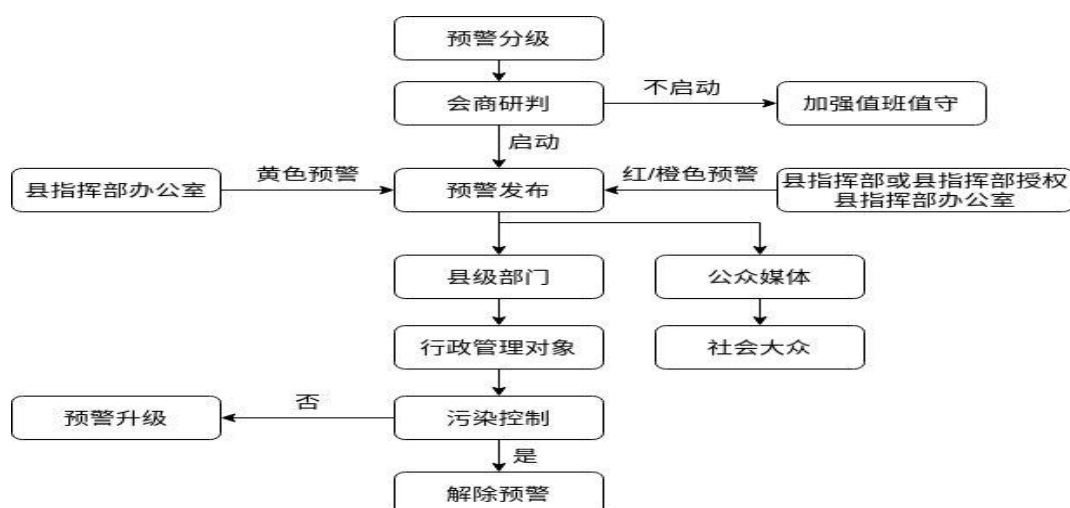 预警分级
会商研判
不启动
加强值班值守
启动
县指挥部办公室
黄色预警
预警发布
红/橙色预警
县指挥部或县指挥部授权
县指挥部办公室
县级部门
公众媒体
行政管理对象
社会大众
预警升级
否
污染控制
是
解除预警